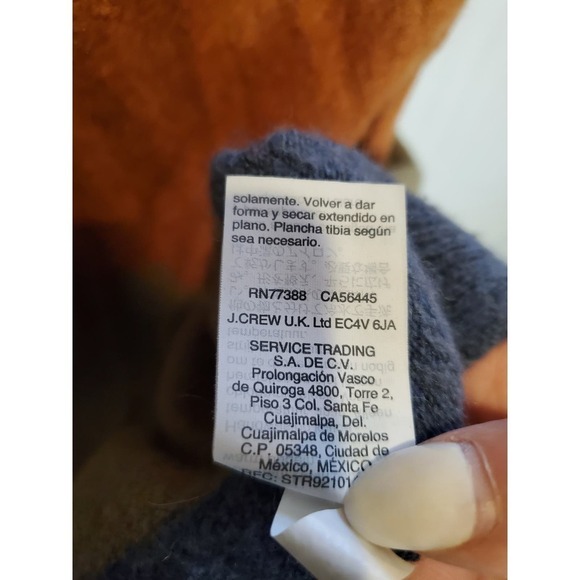 solamente. Volver a dar
forma y secar extendido en
plano. Plancha tibia según
sea necesario.
RN77388 CA56445
J.CREW U.K. Ltd EC4V 6JA
SERVICE TRADING
S.A. DE C.V.
Prolongación Vasco
de Quiroga 4800, Torre 2,
Piso 3 Col. Santa Fe
Cuajimalpa, Del.
Cuajimalpa de Morelos
C.P. 05348, Ciudad de
México, MÉXICO
RFC: